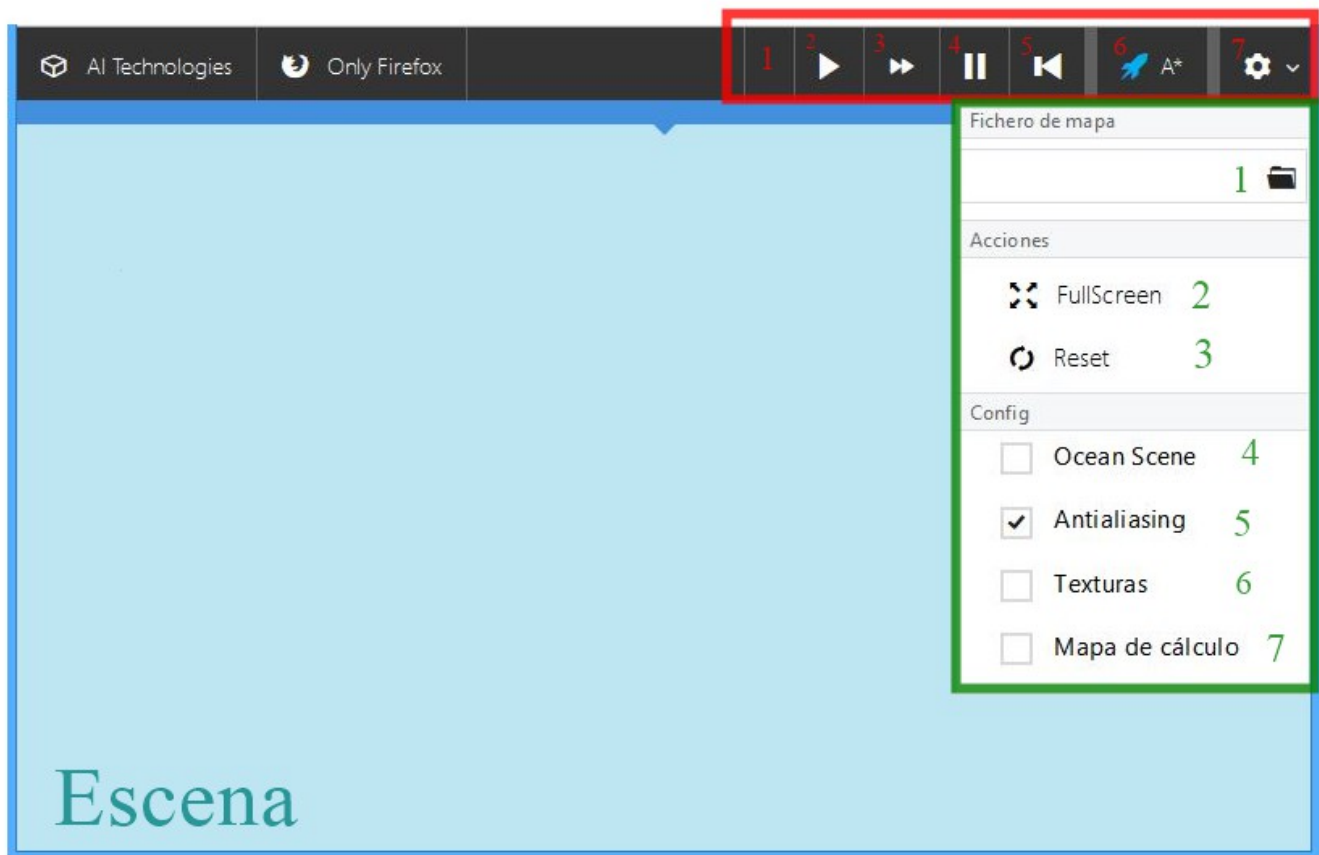 AI Technologies Only Firefox 1 2 3 4 5 6 A* 7
Fichero de mapa
1
Acciones
FullScreen 2
Reset 3
Config
Ocean Scene 4
Antialiasing 5
Texturas 6
Mapa de cálculo 7
Escena